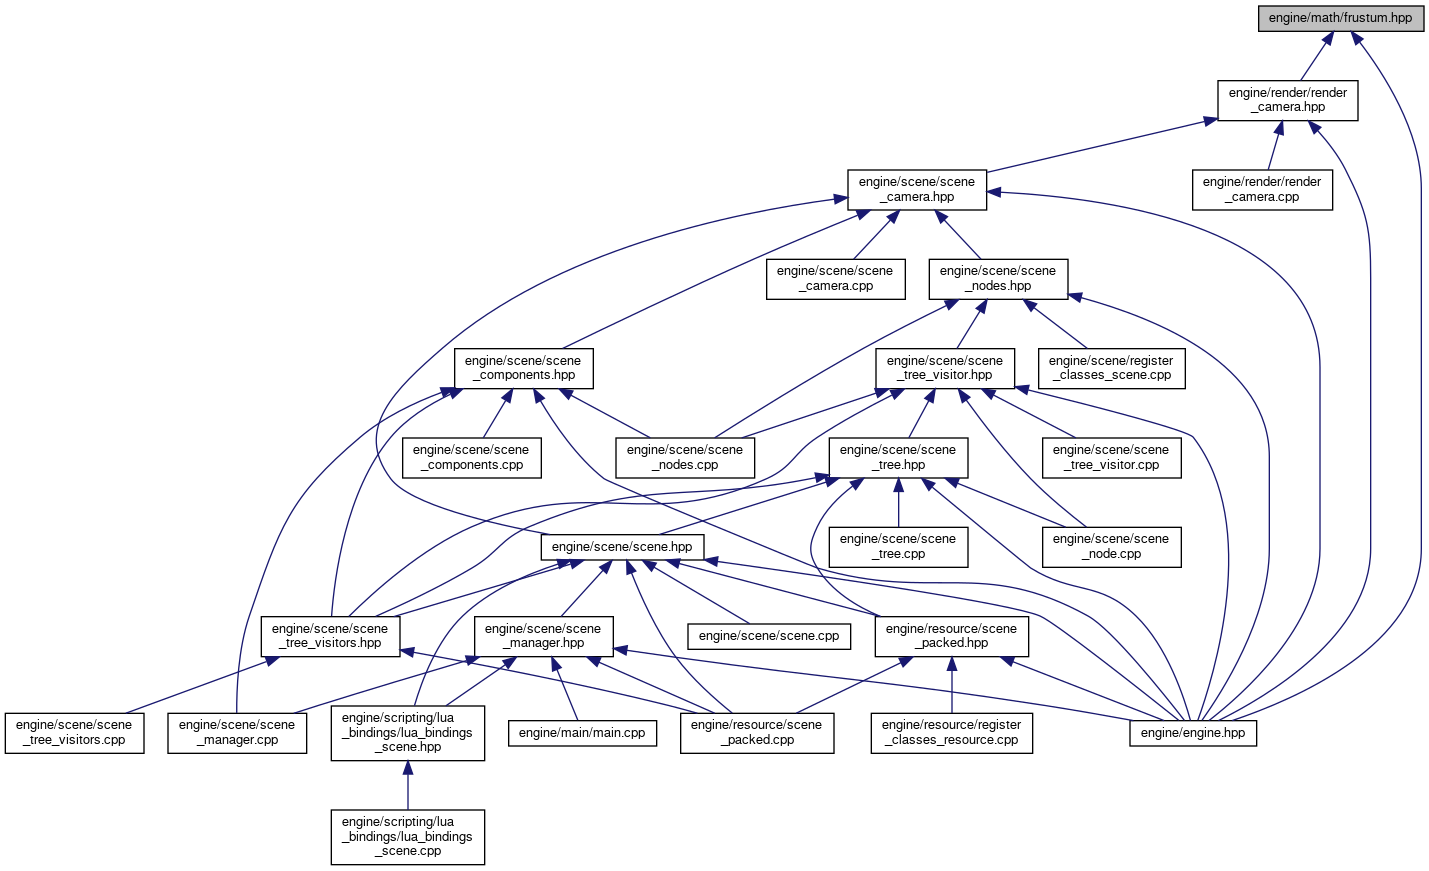 engine/math/frustum.hpp
engine/render/render
_camera.hpp
engine/scene/scene
_camera.hpp
engine/render/render
_camera.cpp
engine/scene/scene
_camera.cpp
engine/scene/scene
_nodes.hpp
engine/scene/scene
_components.hpp
engine/scene/scene
_tree_visitor.hpp
engine/scene/register
_classes_scene.cpp
engine/scene/scene
_components.cpp
engine/scene/scene
_nodes.cpp
engine/scene/scene
_tree.hpp
engine/scene/scene
_tree_visitor.cpp
engine/scene/scene.hpp
engine/scene/scene
_tree.cpp
engine/scene/scene
_node.cpp
engine/scene/scene
_tree_visitors.hpp
engine/scene/scene
_manager.hpp
engine/scene/scene.cpp
engine/resource/scene
_packed.hpp
engine/scene/scene
_tree_visitors.cpp
engine/scene/scene
_manager.cpp
engine/scripting/lua
_bindings/lua_bindings
_scene.hpp
engine/main/main.cpp
engine/resource/scene
_packed.cpp
engine/resource/register
_classes_resource.cpp
engine/engine.hpp
engine/scripting/lua
_bindings/lua_bindings
_scene.cpp